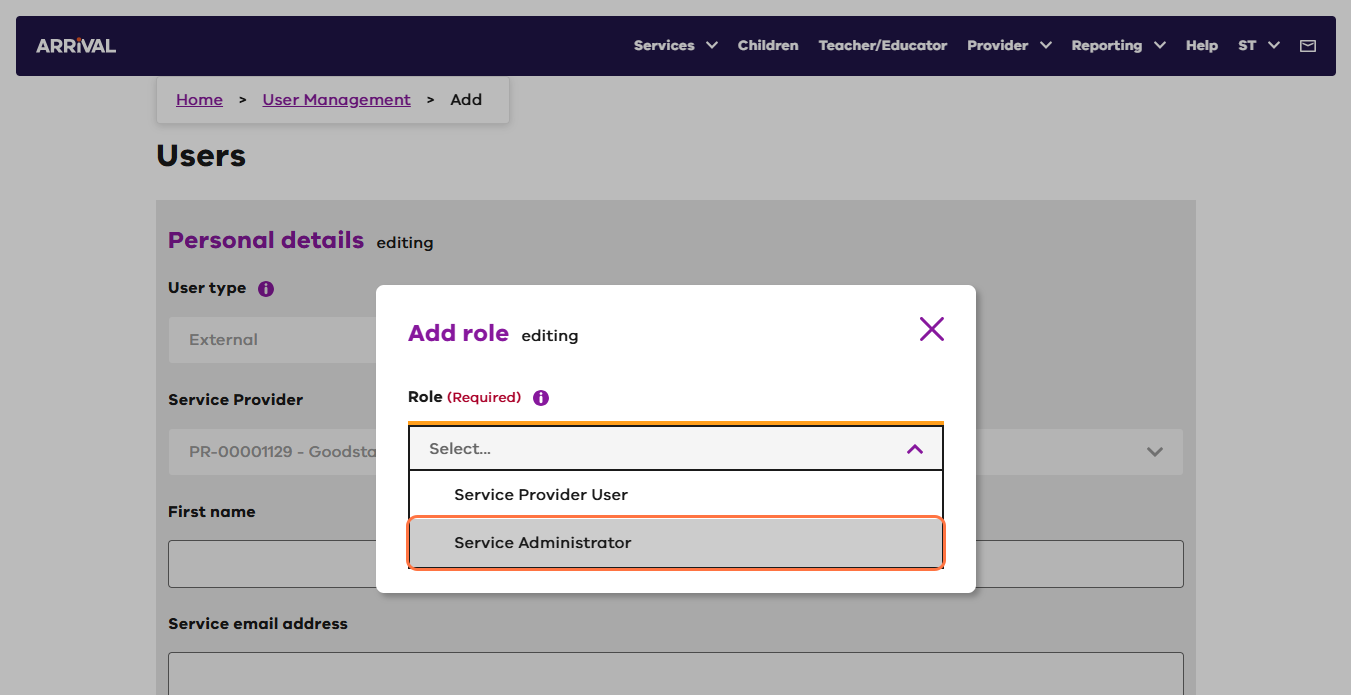 ARRIVAL
Services
Children
Teacher/Educator
Provider
Reporting
Help
ST
Home > User Management > Add
Users
Personal details editing
User type
External
Service Provider
PR-00001129 - Goodsta
First name
Service email address
Add role editing
Role (Required)
Select...
Service Provider User
Service Administrator